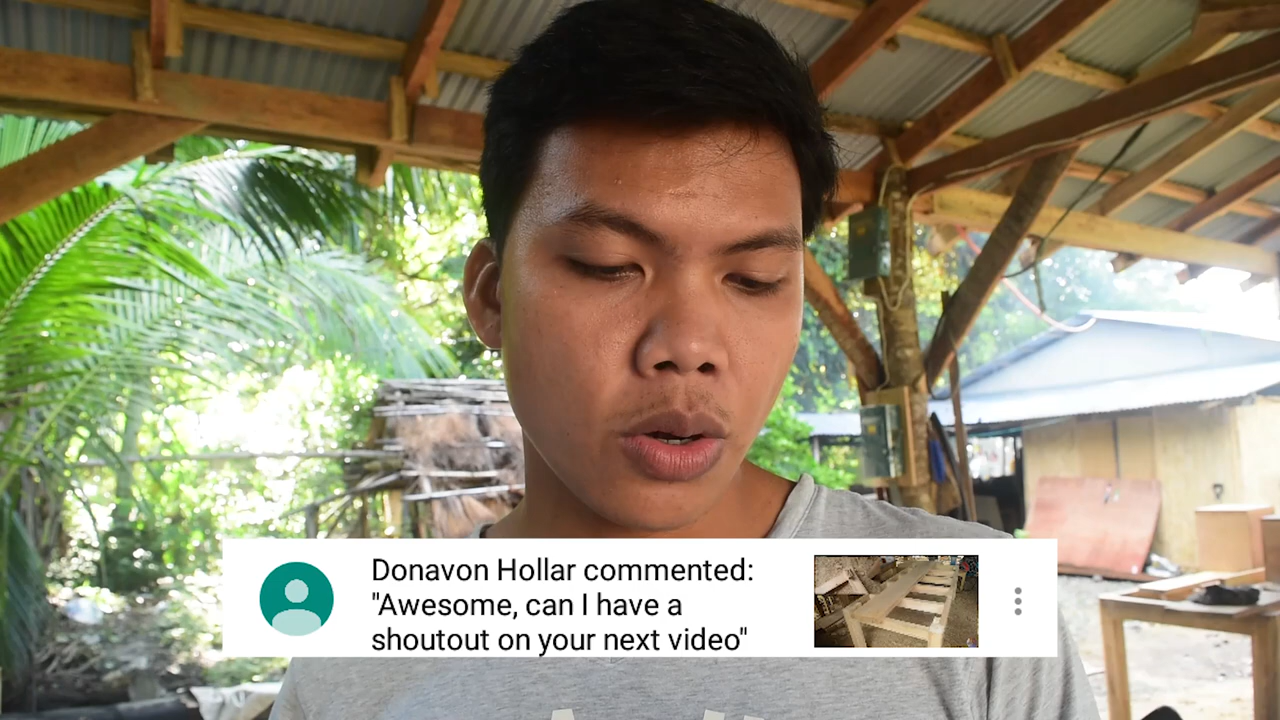 Donavon Hollar commented:
"Awesome, can I have a
shoutout on your next video"